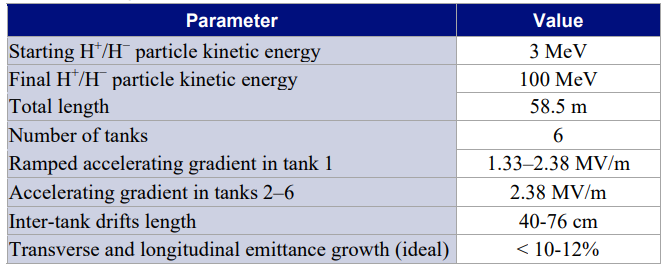 Parameter Value
Starting H⁺/H⁻ particle kinetic energy 3 MeV
Final H⁺/H⁻ particle kinetic energy 100 MeV
Total length 58.5 m
Number of tanks 6
Ramped accelerating gradient in tank 1 1.33–2.38 MV/m
Accelerating gradient in tanks 2–6 2.38 MV/m
Inter-tank drifts length 40-76 cm
Transverse and longitudinal emittance growth (ideal) < 10-12%